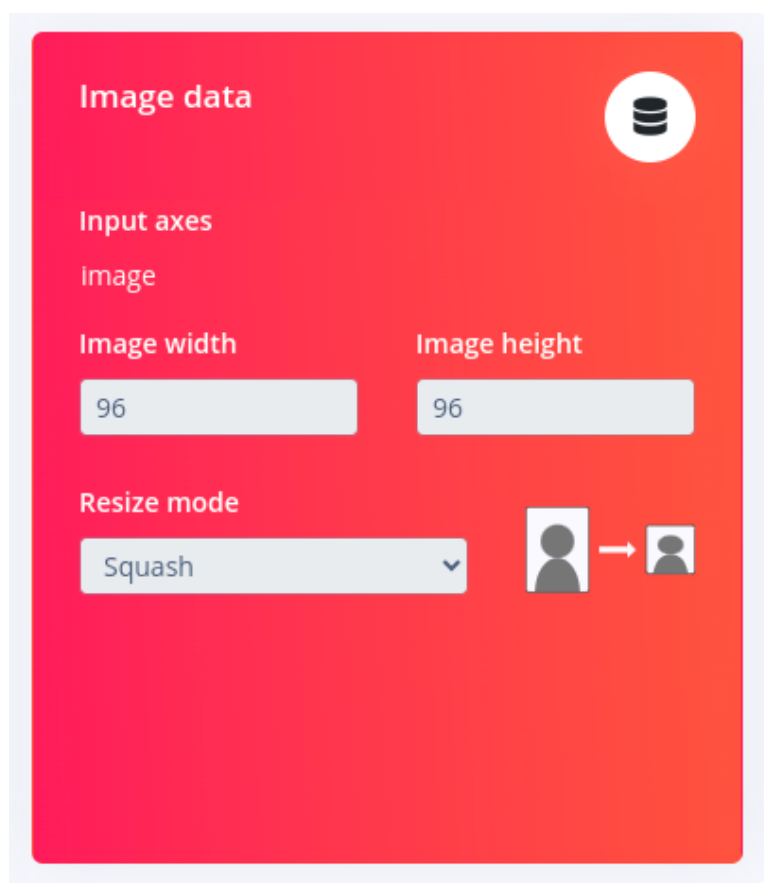 Image data
Input axes
image
Image width
Image height
96
96
Resize mode
Squash